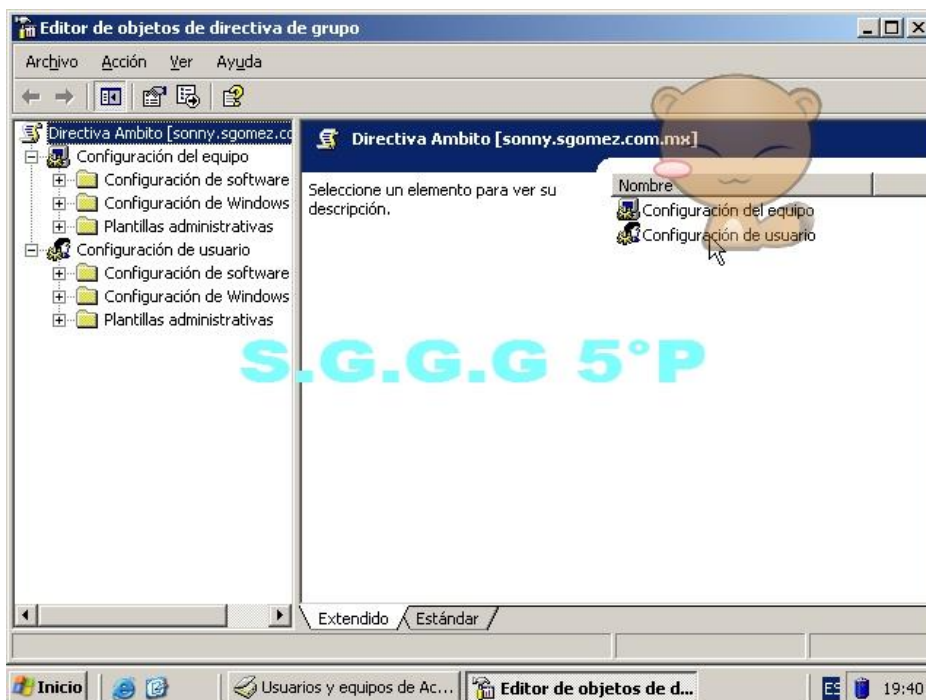 Editor de objetos de directiva de grupo
Archivo Acción Ver Ayuda
Directiva Ambito [sonny.sgomez.co
Configuración del equipo
Configuración de software
Configuración de Windows
Plantillas administrativas
Configuración de usuario
Configuración de software
Configuración de Windows
Plantillas administrativas
Directiva Ambito [sonny.sgomez.com.mx]
Seleccione un elemento para ver su
descripción.
Nombre
Configuración del equipo
Configuración de usuario
S.G.G.G 5°P
Extendido Estándar
Inicio Usuarios y equipos de Ac... Editor de objetos de d... ES 19:40